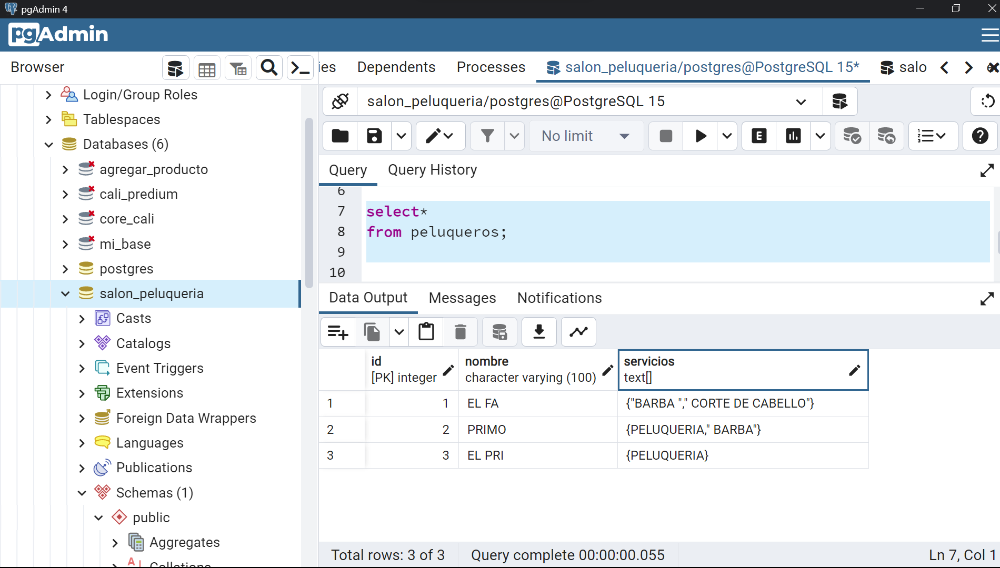 pgAdmin 4
pgAdmin
Browser
ies
Dependents
Processes
salon_peluqueria/postgres@PostgreSQL 15*
salo
Login/Group Roles
Tablespaces
Databases (6)
agregar_producto
cali_predium
core_cali
mi_base
postgres
salon_peluqueria
Casts
Catalogs
Event Triggers
Extensions
Foreign Data Wrappers
Languages
Publications
Schemas (1)
public
Aggregates
Collations
salon_peluqueria/postgres@PostgreSQL 15
No limit
E
Query
Query History
6
7 select*
8 from peluqueros;
9
10
Data Output
Messages
Notifications
id
[PK] integer
nombre
character varying (100)
servicios
text[]
1 1 EL FA {"BARBA "," CORTE DE CABELLO"}
2 2 PRIMO {PELUQUERIA," BARBA"}
3 3 EL PRI {PELUQUERIA}
Total rows: 3 of 3
Query complete 00:00:00.055
Ln 7, Col 1